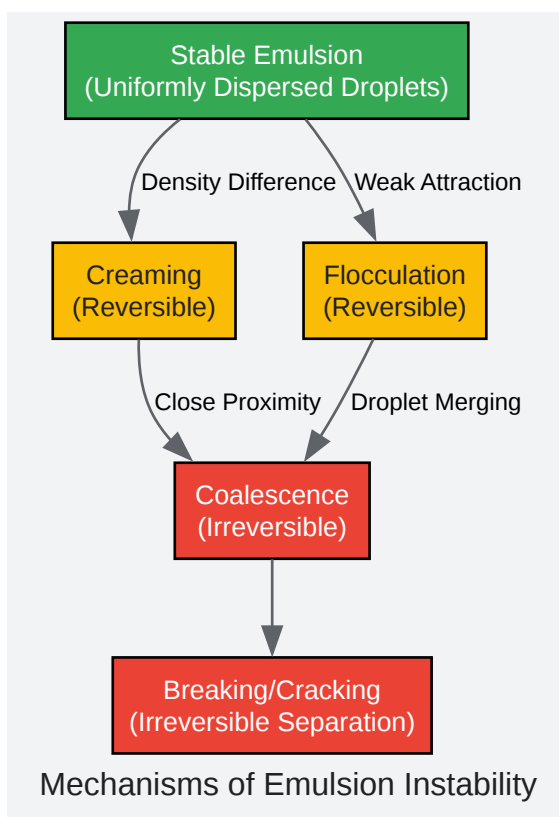 Stable Emulsion
(Uniformly Dispersed Droplets)
Density Difference
Weak Attraction
Creaming
(Reversible)
Flocculation
(Reversible)
Close Proximity
Droplet Merging
Coalescence
(Irreversible)
Breaking/Cracking
(Irreversible Separation)
Mechanisms of Emulsion Instability